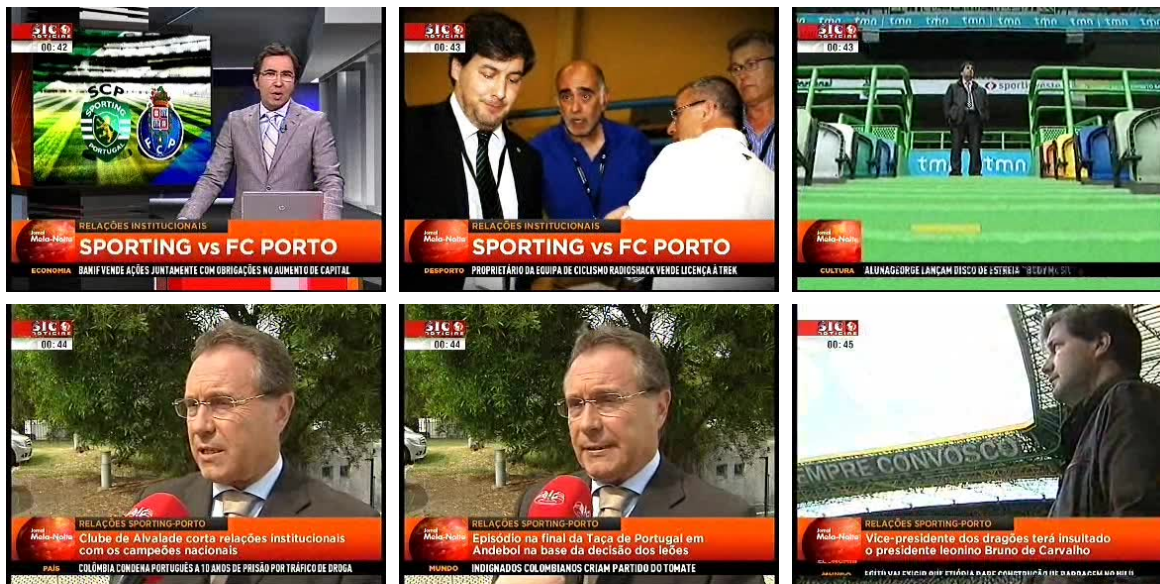 SIC
NOTÍCIAS
00:42
SCP
SPORTING
PORTUGAL
FCP
RELAÇÕES INSTITUCIONAIS
Jornal
Meia-Noite
SPORTING vs FC PORTO
ECONOMIA BANIF VENDE AÇÕES JUNTAMENTE COM OBRIGAÇÕES NO AUMENTO DE CAPITAL
SIC
NOTÍCIAS
00:43
RELAÇÕES INSTITUCIONAIS
Jornal
Meia-Noite
SPORTING vs FC PORTO
DESPORTO PROPRIETÁRIO DA EQUIPA DE CICLISMO RADIOSHACK VENDE LICENÇA À TREK
tmn tmn tmn tmn tmn
SIC
NOTÍCIAS
00:43
sportinveste
tmn tmn
Jornal
Meia-Noite
CULTURA ALUNAGEORGE LANÇAM DISCO DE ESTREIA
SIC
NOTÍCIAS
00:44
RELAÇÕES SPORTING-PORTO
Jornal
Meia-Noite
Clube de Alvalade corta relações institucionais
com os campeões nacionais
PAÍS COLÔMBIA CONDENA PORTUGUÊS A 10 ANOS DE PRISÃO POR TRÁFICO DE DROGA
SIC
NOTÍCIAS
00:44
RELAÇÕES SPORTING-PORTO
Jornal
Meia-Noite
Episódio na final da Taça de Portugal em
Andebol na base da decisão dos leões
MUNDO INDIGNADOS COLOMBIANOS CRIAM PARTIDO DO TOMATE
SIC
NOTÍCIAS
00:45
EMPRE CONVOSCO
RELAÇÕES SPORTING-PORTO
Jornal
Meia-Noite
Vice-presidente dos dragões terá insultado
o presidente leonino Bruno de Carvalho